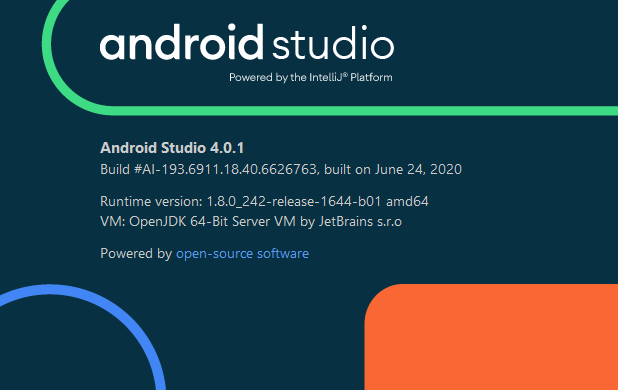 android studio
Powered by the IntelliJ® Platform
Android Studio 4.0.1
Build #AI-193.6911.18.40.6626763, built on June 24, 2020
Runtime version: 1.8.0_242-release-1644-b01 amd64
VM: OpenJDK 64-Bit Server VM by JetBrains s.r.o
Powered by open-source software